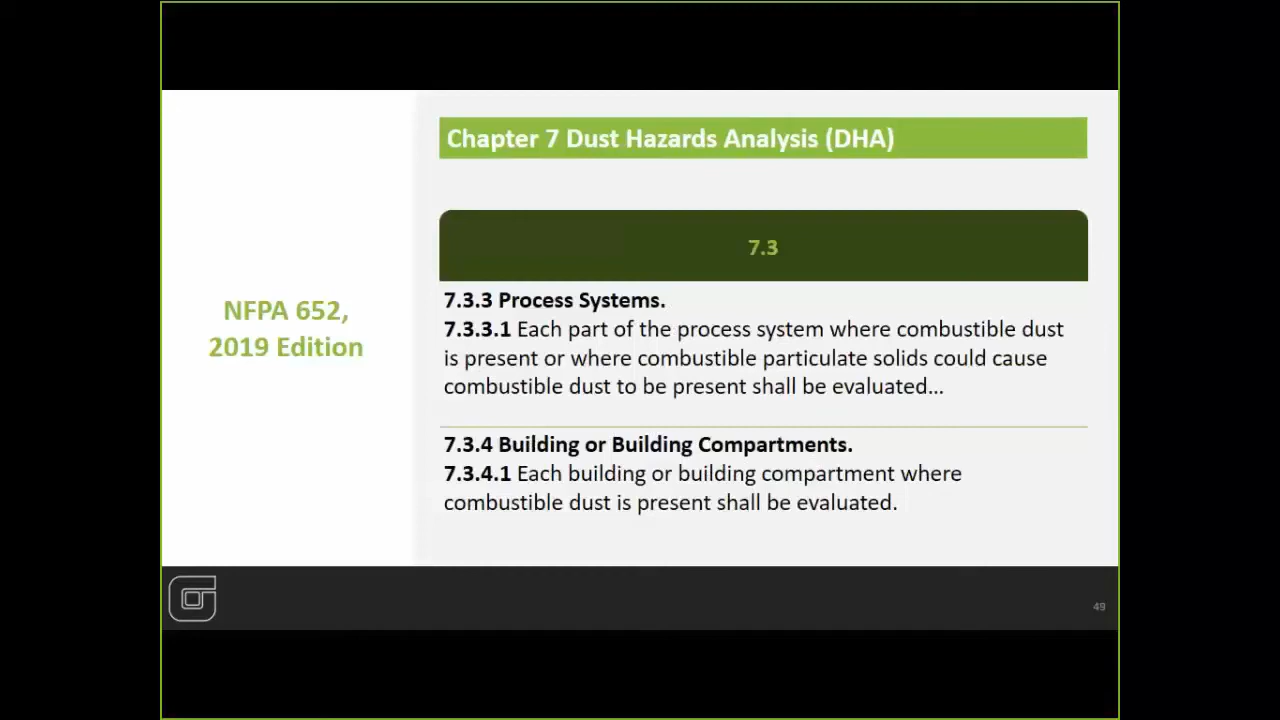 Chapter 7 Dust Hazards Analysis (DHA)
7.3
NFPA 652,
2019 Edition
7.3.3 Process Systems.
7.3.3.1 Each part of the process system where combustible dust
is present or where combustible particulate solids could cause
combustible dust to be present shall be evaluated...
7.3.4 Building or Building Compartments.
7.3.4.1 Each building or building compartment where
combustible dust is present shall be evaluated.
49